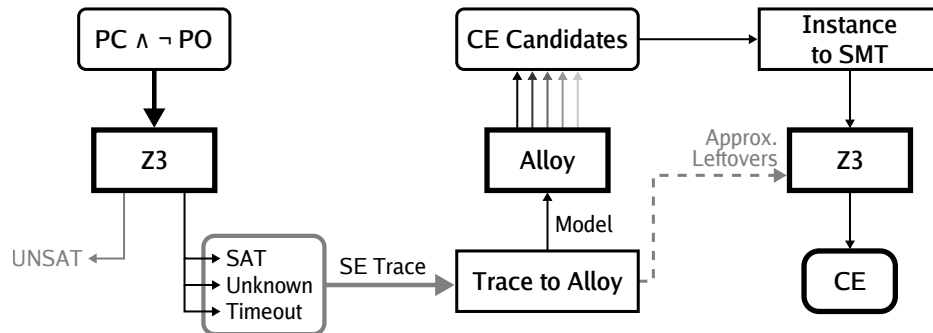 PC ∧ ¬ PO
Z3
UNSAT
SAT
Unknown
Timeout
SE Trace
Trace to Alloy
Model
Alloy
CE Candidates
Instance
to SMT
Approx.
Leftovers
Z3
CE